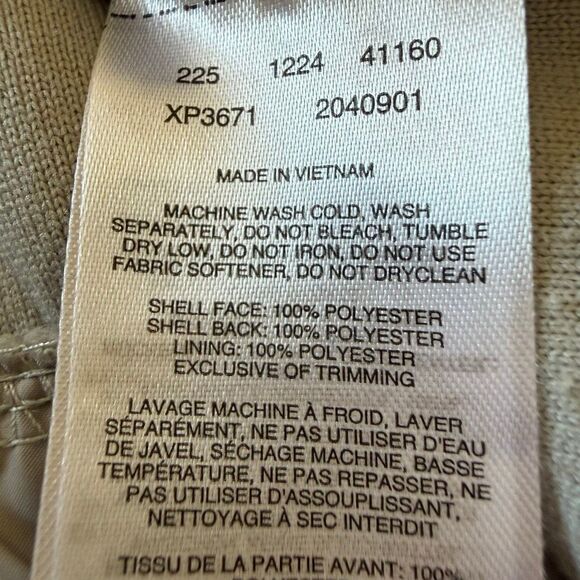 225 1224 41160
XP3671 2040901
MADE IN VIETNAM
MACHINE WASH COLD, WASH
SEPARATELY, DO NOT BLEACH, TUMBLE
DRY LOW, DO NOT IRON, DO NOT USE
FABRIC SOFTENER, DO NOT DRYCLEAN
SHELL FACE: 100% POLYESTER
SHELL BACK: 100% POLYESTER
LINING: 100% POLYESTER
EXCLUSIVE OF TRIMMING
LAVAGE MACHINE À FROID, LAVER
SÉPARÉMENT, NE PAS UTILISER D'EAU
DE JAVEL, SÉCHAGE MACHINE, BASSE
TEMPÉRATURE, NE PAS REPASSER, NE
PAS UTILISER D'ASSOUPLISSANT,
NETTOYAGE À SEC INTERDIT
TISSU DE LA PARTIE AVANT: 100%